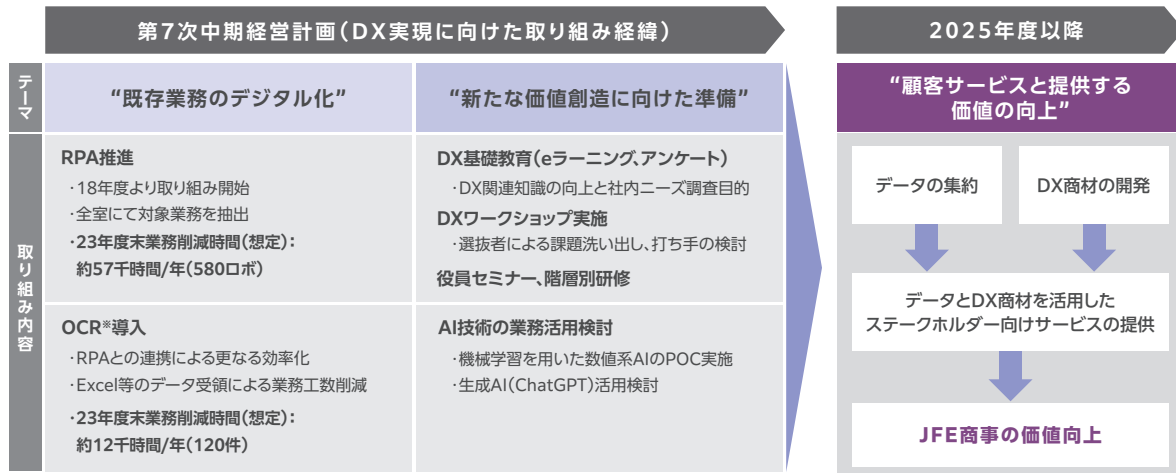 第7次中期経営計画(DX実現に向けた取り組み経緯)
2025年度以降
テーマ
“既存業務のデジタル化”
“新たな価値創造に向けた準備”
“顧客サービスと提供する
価値の向上”
取り組み内容
RPA推進
・18年度より取り組み開始
・全室にて対象業務を抽出
・23年度末業務削減時間(想定):
約57千時間/年(580ロボ)
DX基礎教育(eラーニング、アンケート)
・DX関連知識の向上と社内ニーズ調査目的
DXワークショップ実施
・選抜者による課題洗い出し、打ち手の検討
役員セミナー、階層別研修
OCR※導入
・RPAとの連携による更なる効率化
・Excel等のデータ受領による業務工数削減
・23年度末業務削減時間(想定):
約12千時間/年(120件)
AI技術の業務活用検討
・機械学習を用いた数値系AIのPOC実施
・生成AI(ChatGPT)活用検討
データの集約
DX商材の開発
データとDX商材を活用した
ステークホルダー向けサービスの提供
JFE商事の価値向上